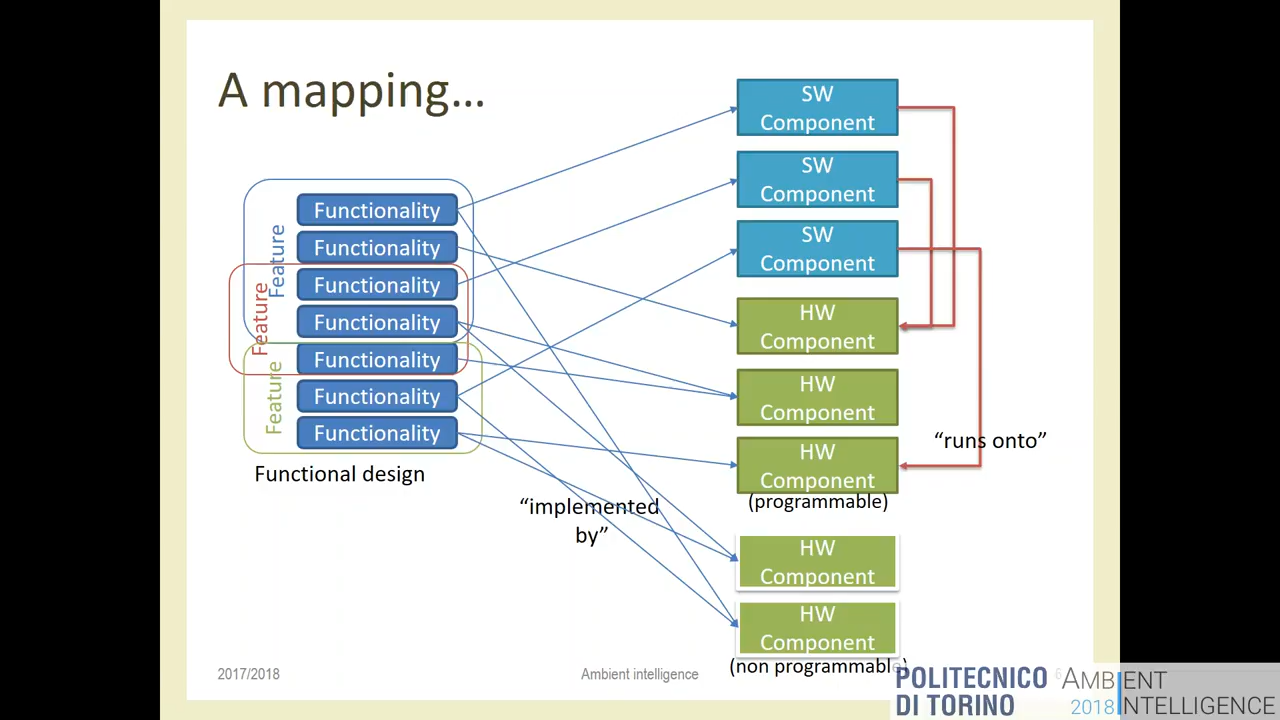 A mapping...
SW
Component
SW
Component
SW
Component
HW
Component
HW
Component
HW
Component
(programmable)
HW
Component
HW
Component
(non programmable)
Feature
Feature
Feature
Functionality
Functionality
Functionality
Functionality
Functionality
Functionality
Functionality
Functional design
“implemented
by”
“runs onto”
2017/2018
Ambient intelligence
6
POLITECNICO
DI TORINO
AMBIENT
2018 INTELLIGENCE